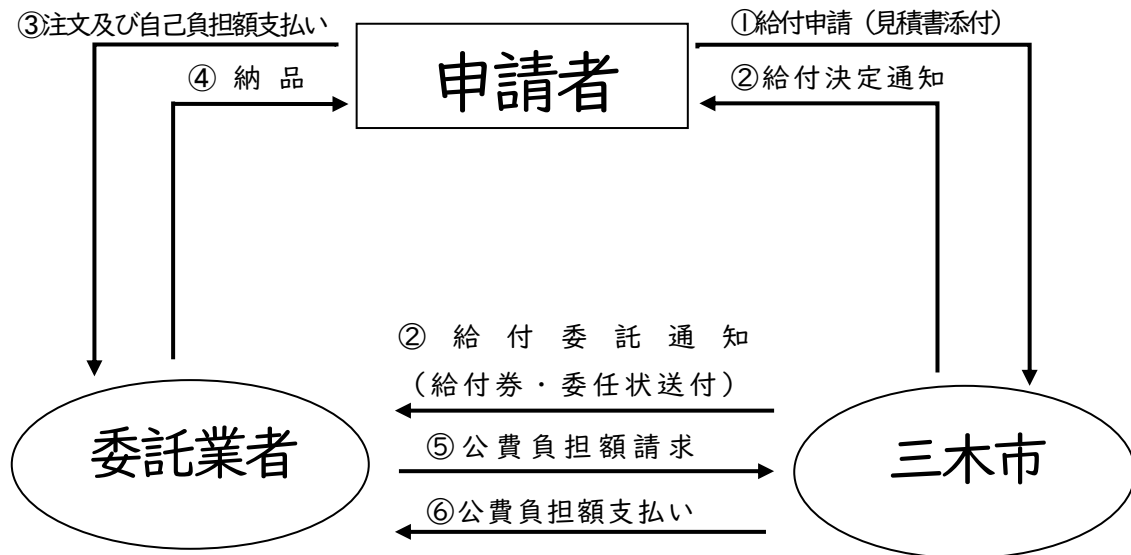 ③注文及び自己負担額支払い
①給付申請（見積書添付）
④ 納 品
申請者
②給付決定通知
② 給 付 委 託 通 知
（給付券・委任状送付）
委託業者
⑤公費負担額請求
三木市
⑥公費負担額支払い